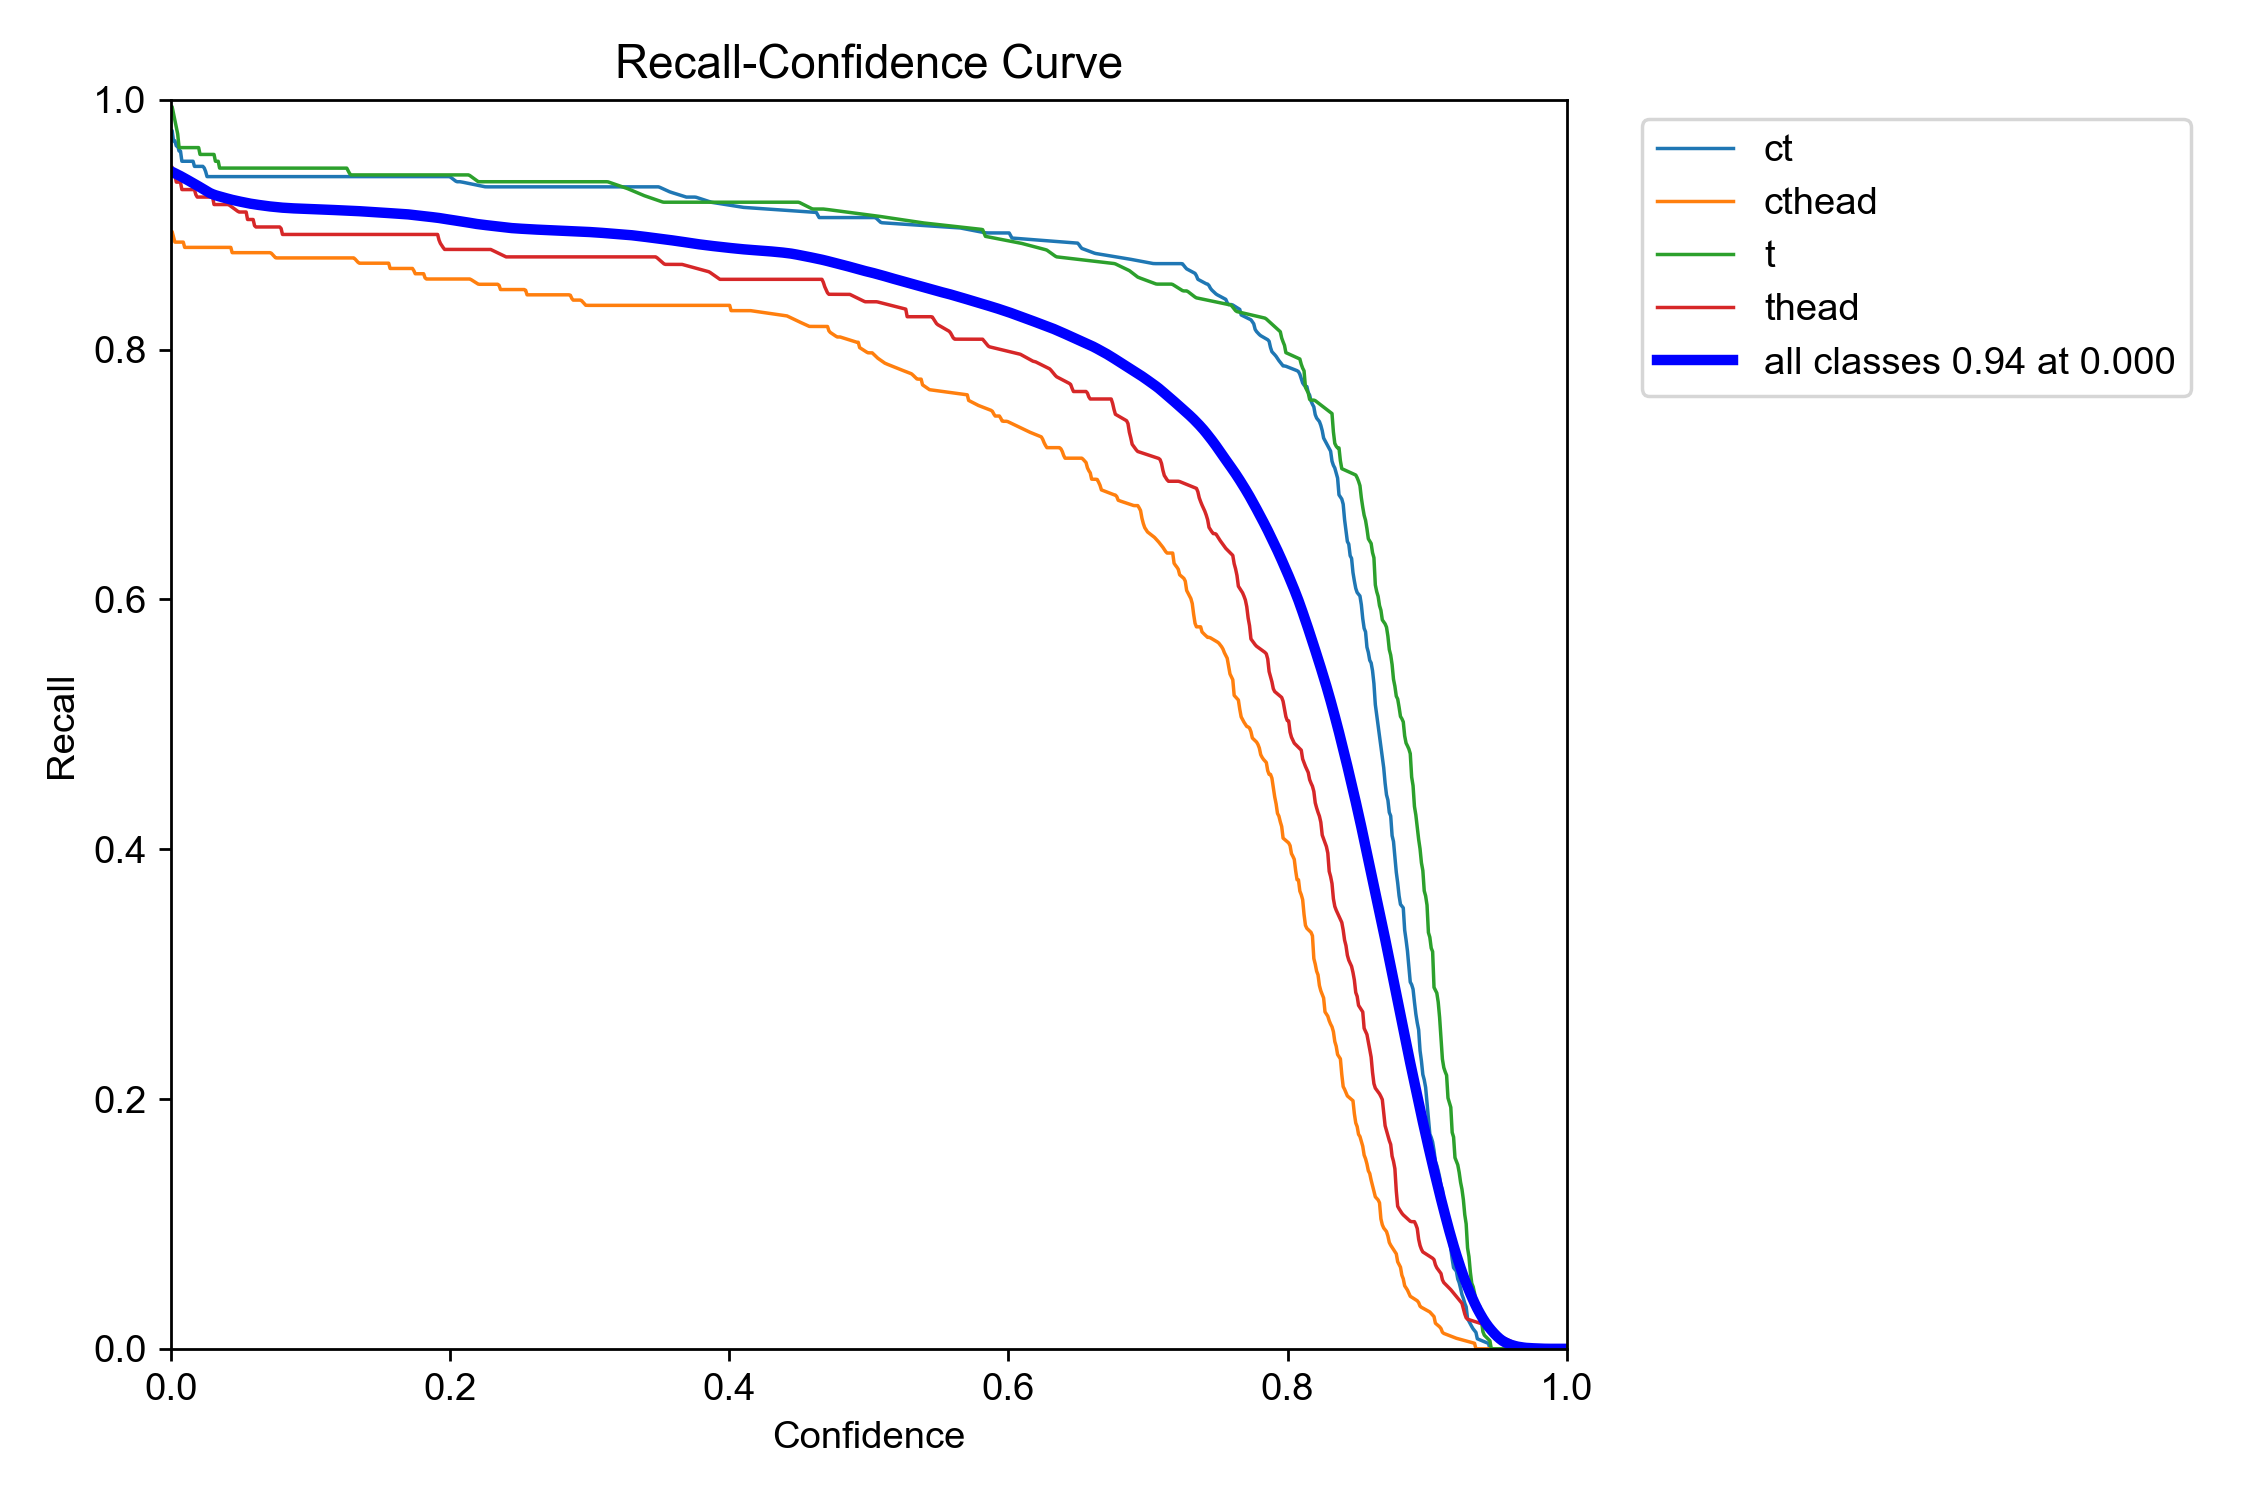 Recall-Confidence Curve
1.0
0.8
0.6
0.4
0.2
0.0
Recall
0.0 0.2 0.4 0.6 0.8 1.0
Confidence
ct
cthead
t
thead
all classes 0.94 at 0.000